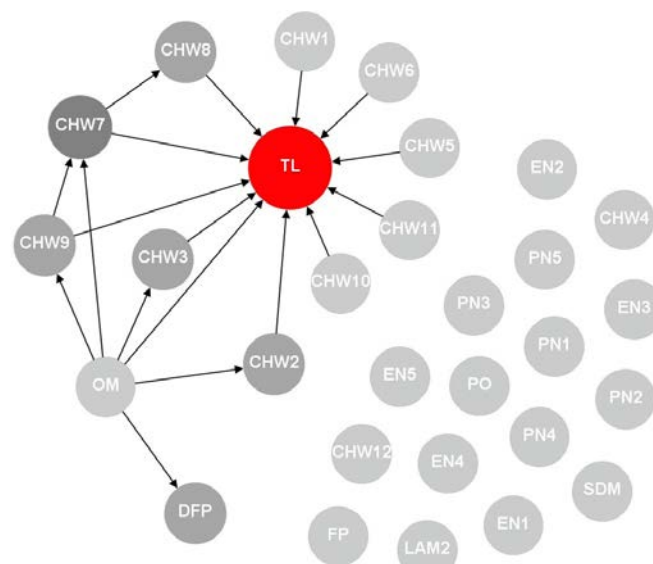 CHW1
CHW8
CHW6
CHW7
CHW5
TL
EN2
CHW4
CHW11
CHW9
CHW3
PN5
CHW10
PN3
EN3
PN1
CHW2
EN5
PO
OM
PN2
PN4
CHW12
EN4
SDM
DFP
EN1
FP
LAM2